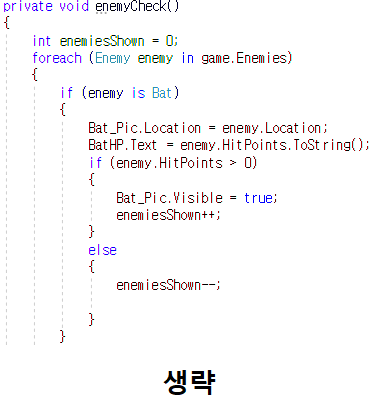 private void enemyCheck()
{
    int enemiesShown = 0;
    foreach (Enemy enemy in game.Enemies)
    {
        if (enemy is Bat)
        {
            Bat_Pic.Location = enemy.Location;
            BatHP.Text = enemy.HitPoints.ToString();
            if (enemy.HitPoints > 0)
            {
                Bat_Pic.Visible = true;
                enemiesShown++;
            }
            else
            {
                enemiesShown--;
            }
        }
생략